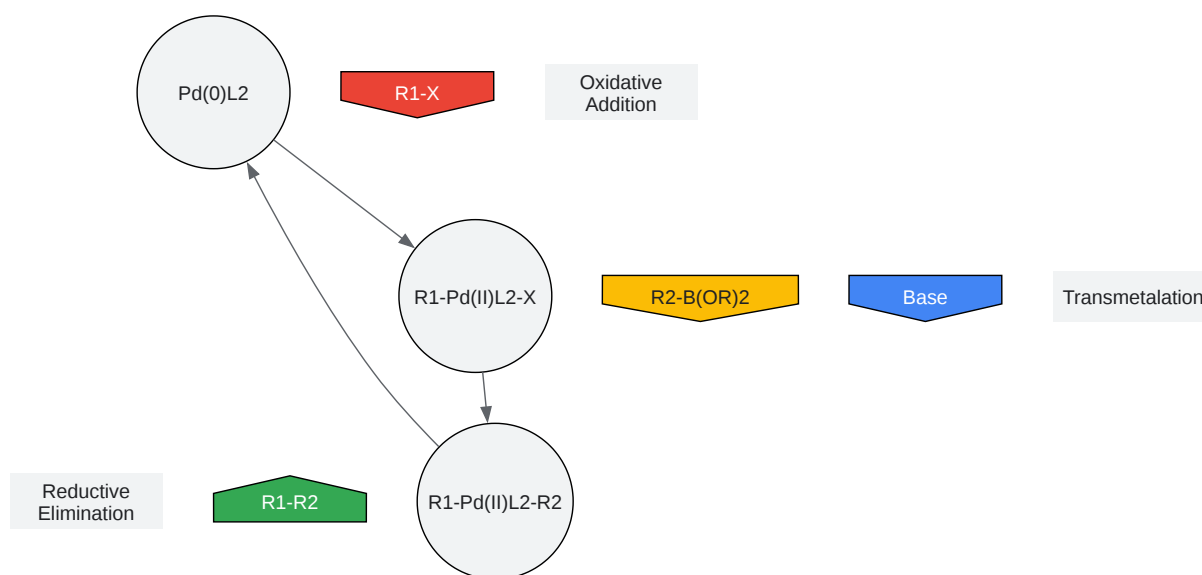 Pd(0)L2
R1-X
Oxidative
Addition
R1-Pd(II)L2-X
R2-B(OR)2
Base
Transmetalation
Reductive
Elimination
R1-R2
R1-Pd(II)L2-R2